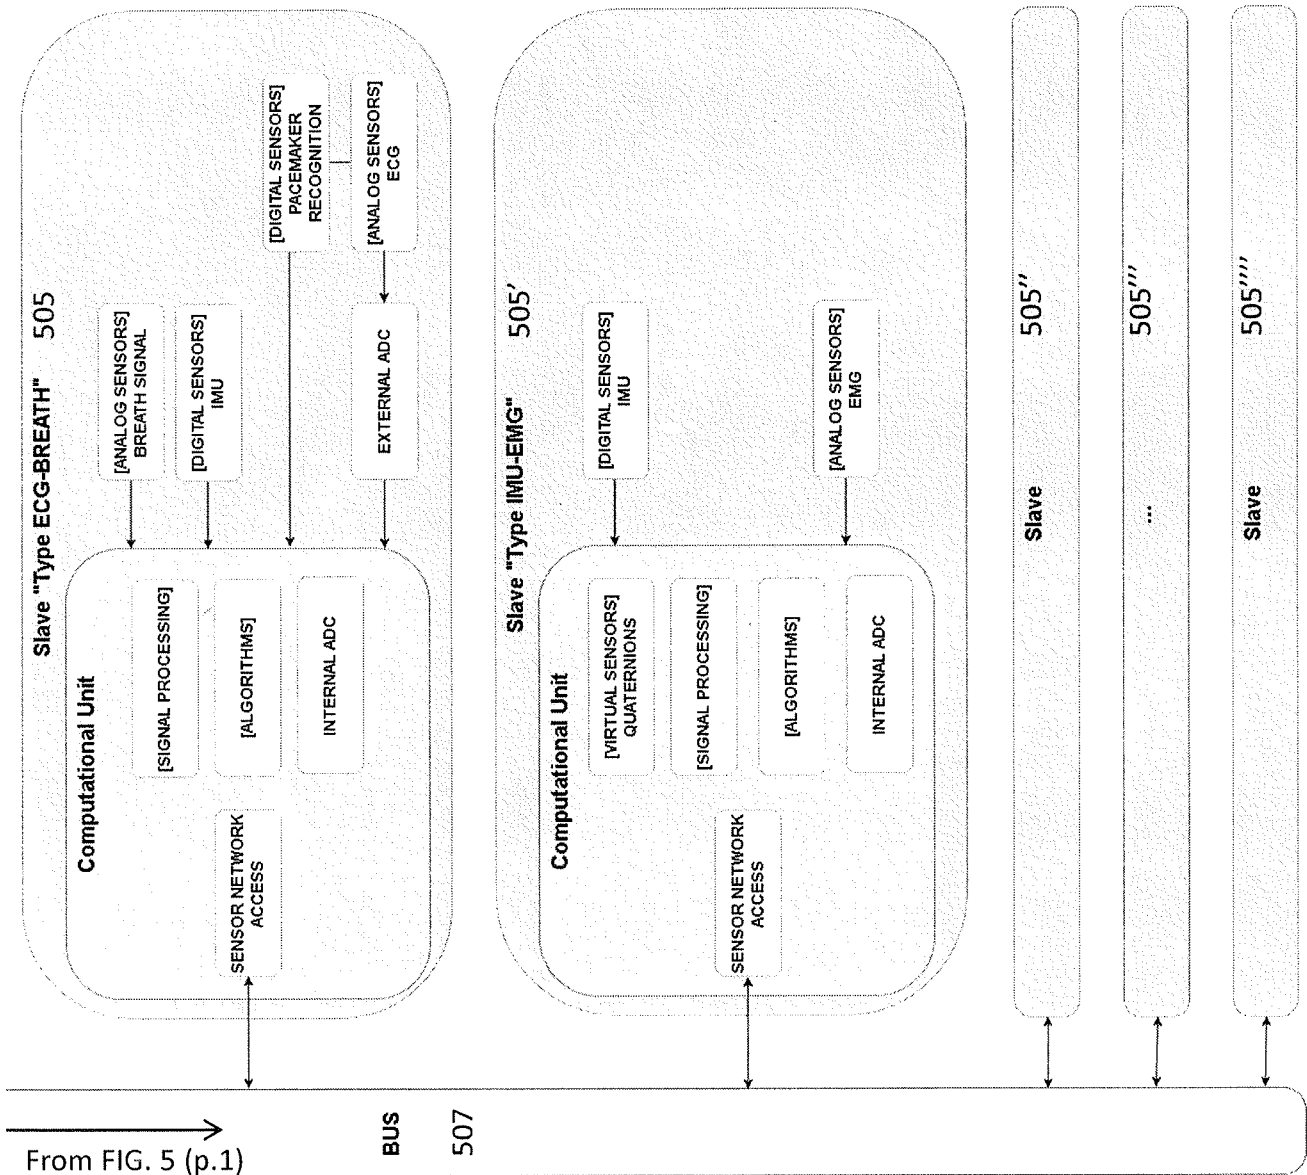 Slave "Type ECG-BREATH" 505
Computational Unit
SENSOR NETWORK
ACCESS
[SIGNAL PROCESSING]
[ALGORITHMS]
INTERNAL ADC
[ANALOG SENSORS]
BREATH SIGNAL
[DIGITAL SENSORS]
IMU
EXTERNAL ADC
[DIGITAL SENSORS]
PACEMAKER
RECOGNITION
[ANALOG SENSORS]
ECG
Slave "Type IMU-EMG" 505'
Computational Unit
SENSOR NETWORK
ACCESS
[VIRTUAL SENSORS]
QUATERNIONS
[SIGNAL PROCESSING]
[ALGORITHMS]
INTERNAL ADC
[DIGITAL SENSORS]
IMU
[ANALOG SENSORS]
EMG
Slave 505''
... 505'''
Slave 505''''
BUS
507
From FIG. 5 (p.1)